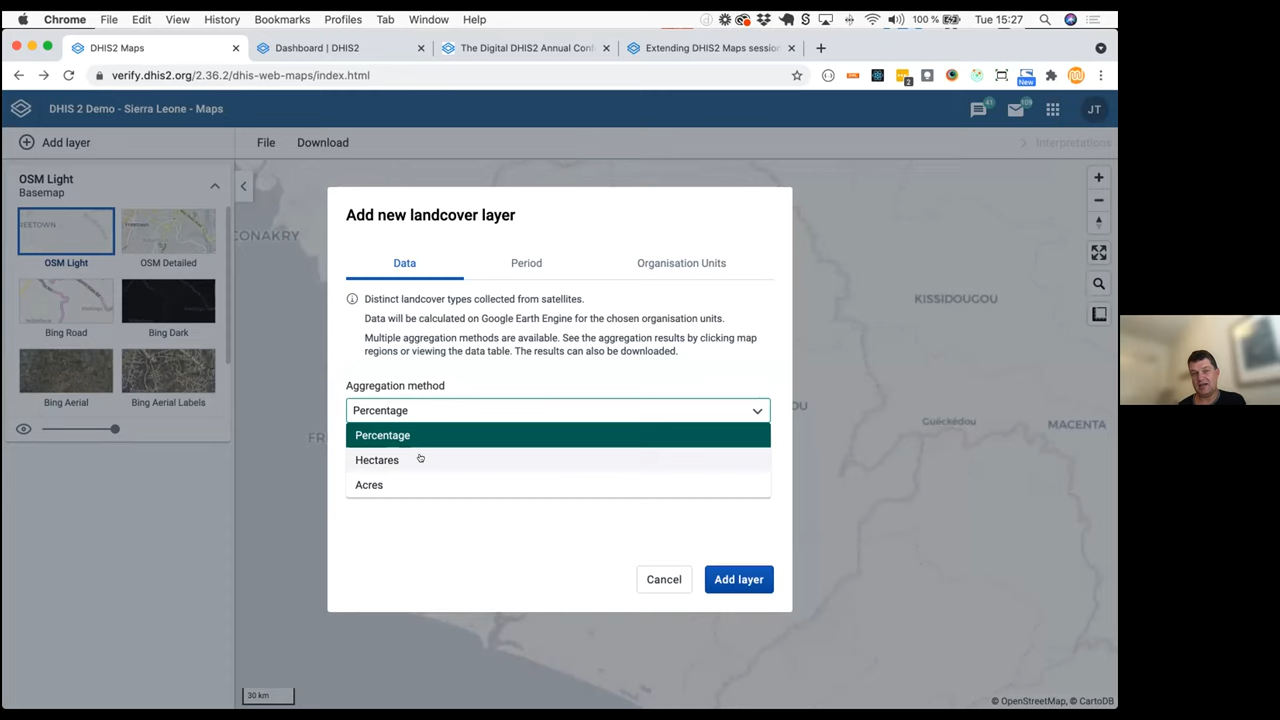 Chrome File Edit View History Bookmarks Profiles Tab Window Help 100 % Tue 15:27
DHIS2 Maps Dashboard | DHIS2 The Digital DHIS2 Annual Conf Extending DHIS2 Maps session
verify.dhis2.org/2.36.2/dhis-web-maps/index.html
2
New
DHIS 2 Demo - Sierra Leone - Maps 41 109 JT
Add layer File Download Interpretations
OSM Light
Basemap
REETOWN
OSM Light OSM Detailed
Bing Road Bing Dark
Bing Aerial Bing Aerial Labels
CONAKRY
KISSIDOUGOU
Guéckédou
MACENTA
OU
FR
Add new landcover layer
Data Period Organisation Units
Distinct landcover types collected from satellites.
Data will be calculated on Google Earth Engine for the chosen organisation units.
Multiple aggregation methods are available. See the aggregation results by clicking map
regions or viewing the data table. The results can also be downloaded.
Aggregation method
Percentage
Percentage
Hectares
Acres
Cancel Add layer
30 km
© OpenStreetMap, © CartoDB